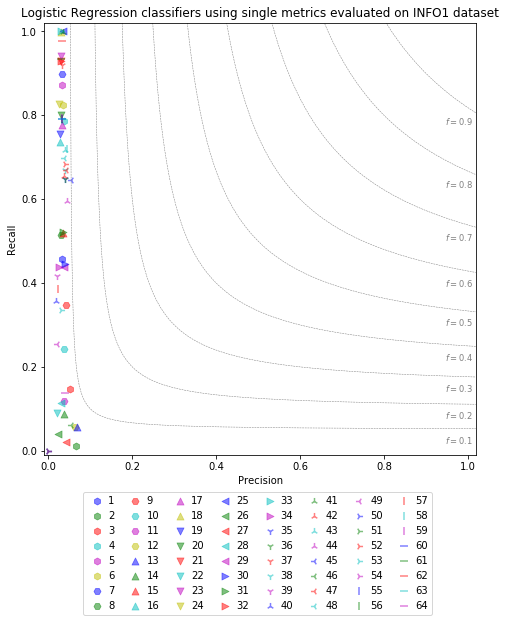 Logistic Regression classifiers using single metrics evaluated on INFO1 dataset
1.0
0.8
0.6
0.4
0.2
0.0
Recall
f = 0.9
f = 0.8
f = 0.7
f = 0.6
f = 0.5
f = 0.4
f = 0.3
f = 0.2
f = 0.1
0.0 0.2 0.4 0.6 0.8 1.0
Precision
1 9 17 25 33 41 49 57
2 10 18 26 34 42 50 58
3 11 19 27 35 43 51 59
4 12 20 28 36 44 52 60
5 13 21 29 37 45 53 61
6 14 22 30 38 46 54 62
7 15 23 31 39 47 55 63
8 16 24 32 40 48 56 64